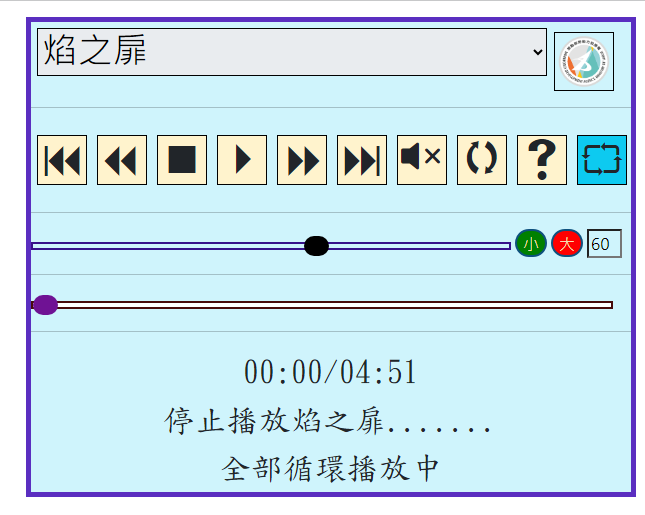 焰之扉
?
小 大 60
00:00/04:51
停止播放焰之扉.......
全部循環播放中